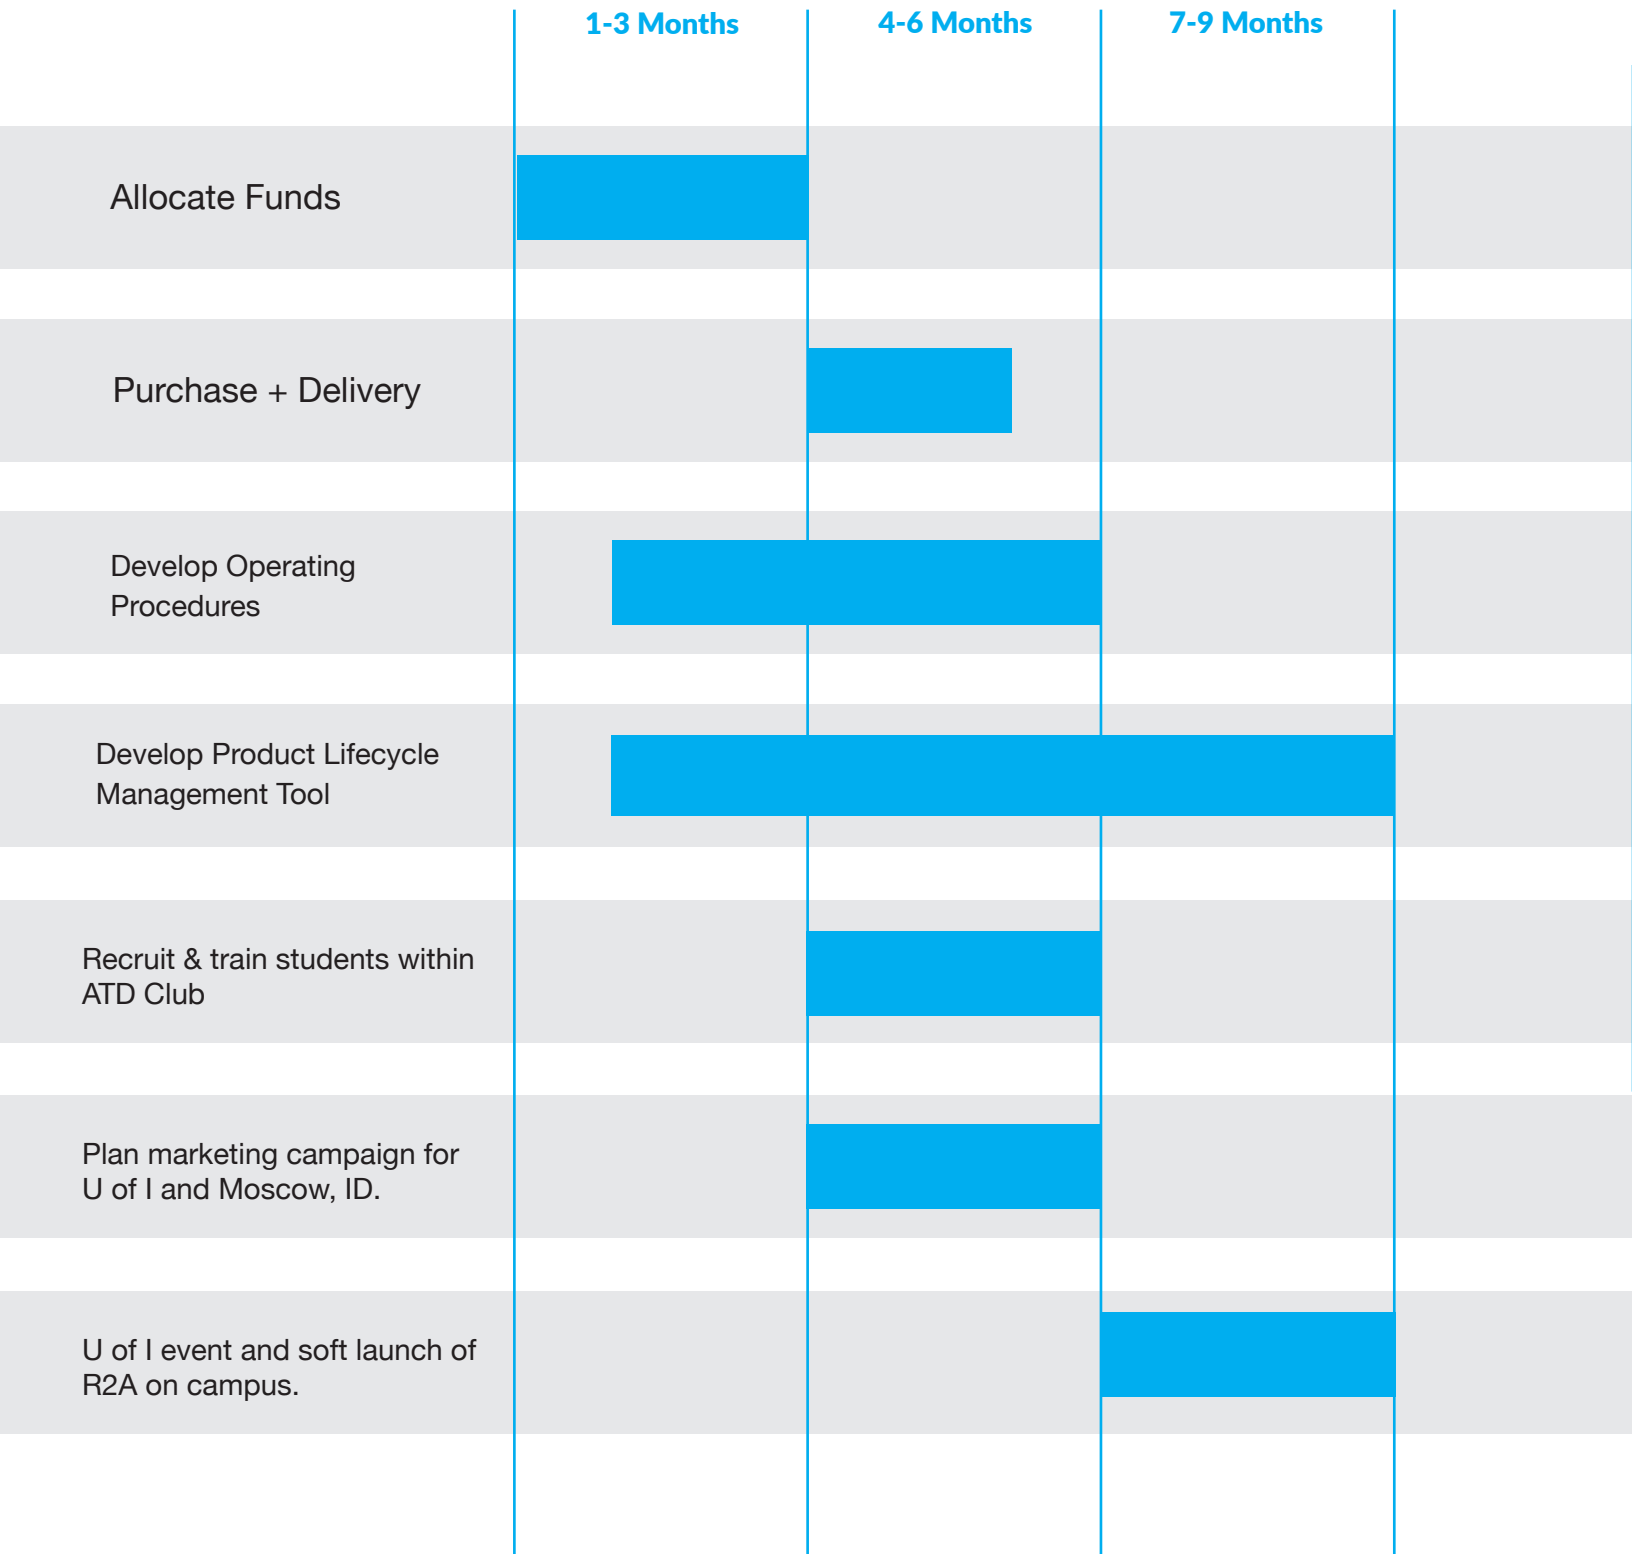 1-3 Months
4-6 Months
7-9 Months
Allocate Funds
Purchase + Delivery
Develop Operating
Procedures
Develop Product Lifecycle
Management Tool
Recruit & train students within
ATD Club
Plan marketing campaign for
U of I and Moscow, ID.
U of I event and soft launch of
R2A on campus.